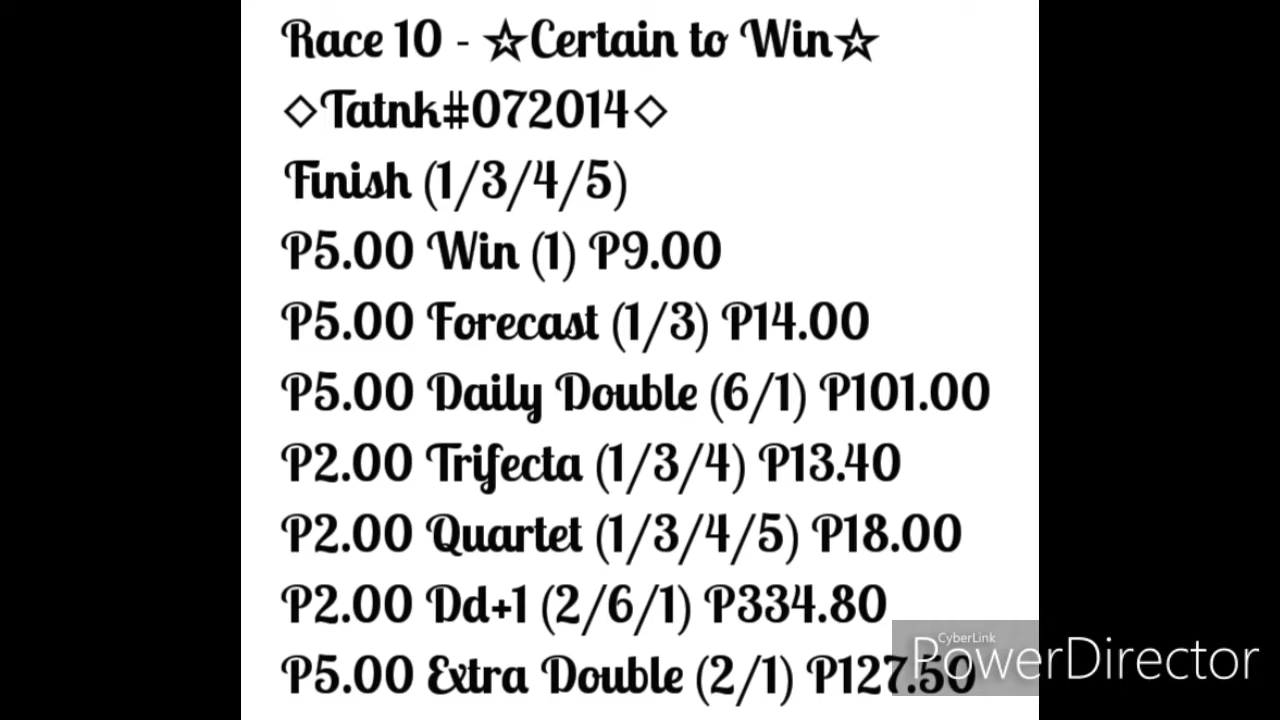 Race 10 - ☆Certain to Win☆
◇Tatnk#072014◇
Finish (1/3/4/5)
P5.00 Win (1) P9.00
P5.00 Forecast (1/3) P14.00
P5.00 Daily Double (6/1) P101.00
P2.00 Trifecta (1/3/4) P13.40
P2.00 Quartet (1/3/4/5) P18.00
P2.00 Dd+1 (2/6/1) P334.80
P5.00 Extra Double (2/1) P127.50
CyberLink
PowerDirector